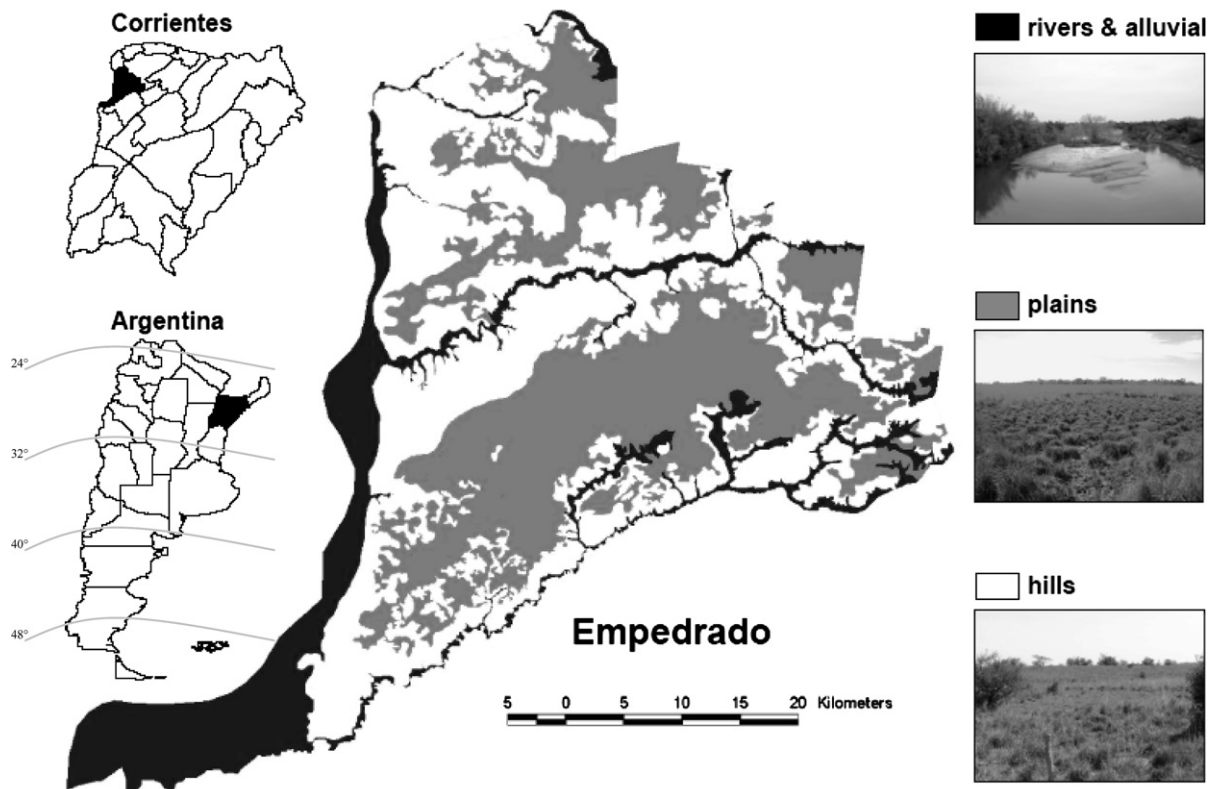 Corrientes
Argentina
24°
32°
40°
48°
Empedrado
5 0 5 10 15 20 Kilometers
rivers & alluvial
plains
hills